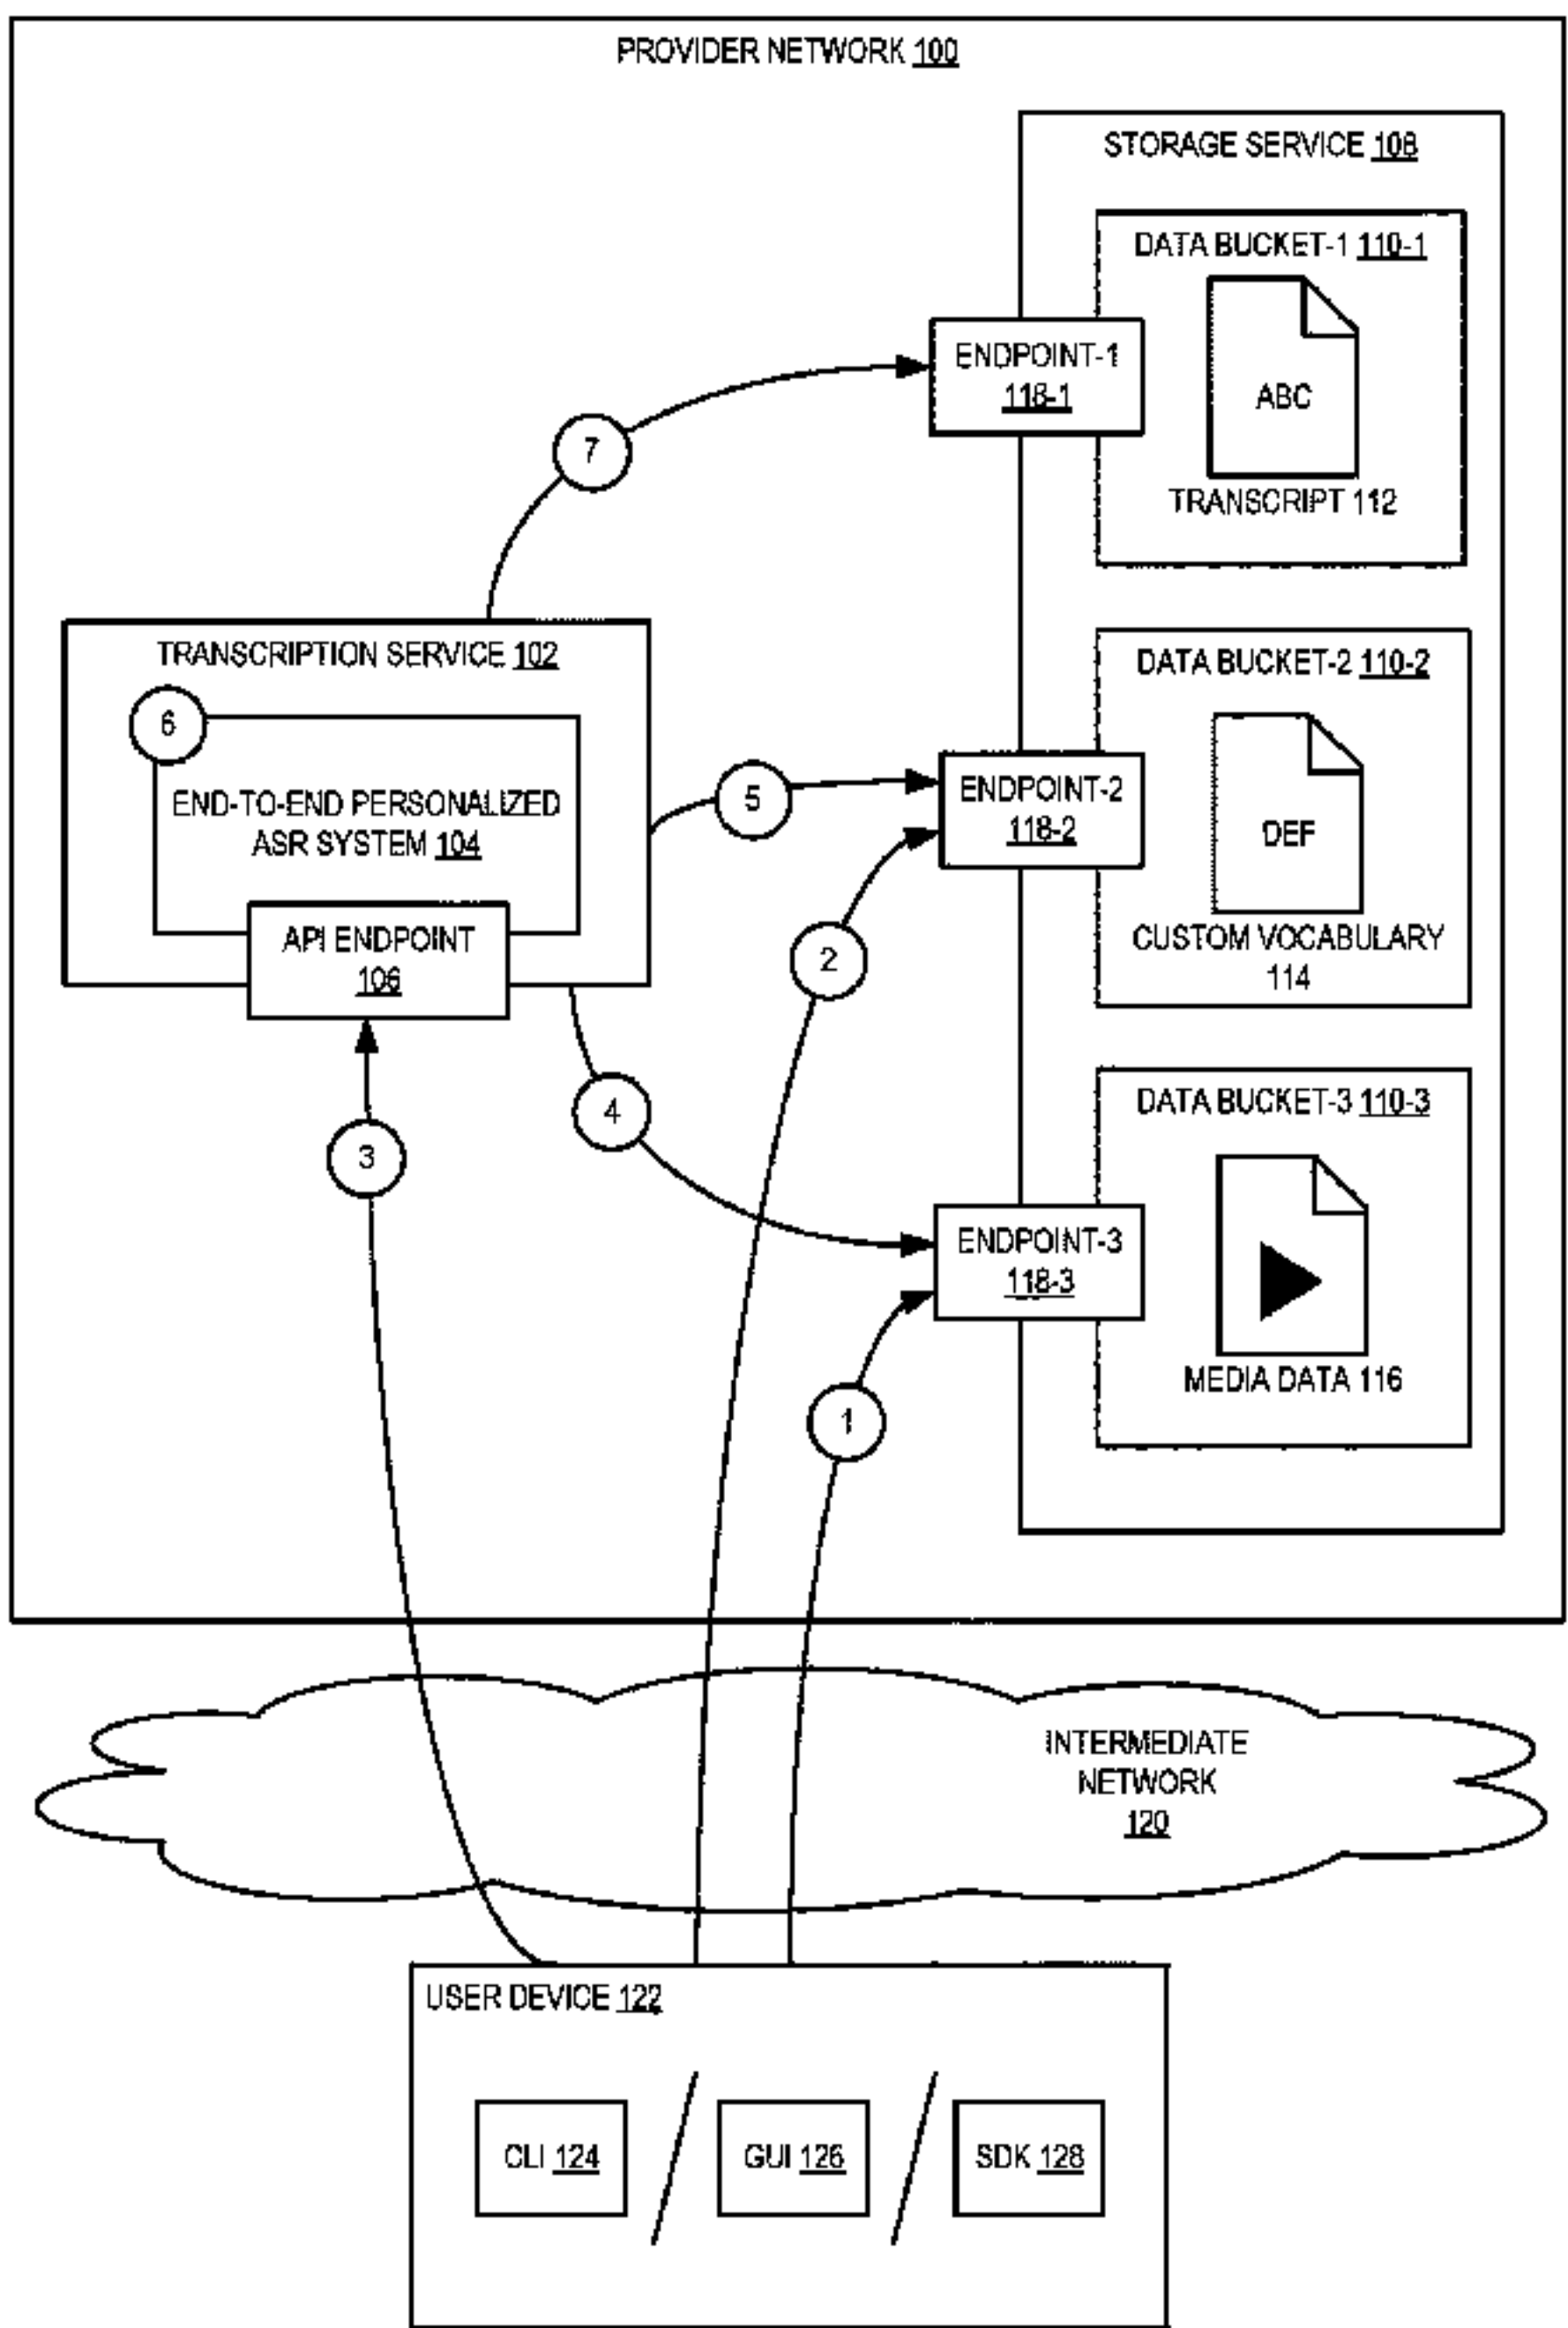 PROVIDER NETWORK 100
STORAGE SERVICE 108
DATA BUCKET-1 110-1
ENDPOINT-1
118-1
ABC
TRANSCRIPT 112
7
TRANSCRIPTION SERVICE 102
6
END-TO-END PERSONALIZED
ASR SYSTEM 104
API ENDPOINT
106
5
DATA BUCKET-2 110-2
ENDPOINT-2
118-2
DEF
CUSTOM VOCABULARY
114
2
4
3
DATA BUCKET-3 110-3
ENDPOINT-3
118-3
MEDIA DATA 116
1
INTERMEDIATE
NETWORK
120
USER DEVICE 122
CLI 124
GUI 126
SDK 128